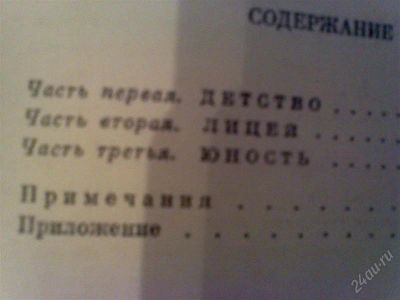 СОДЕРЖАНИЕ
Часть первая. ДЕТСТВО . . . . .
Часть вторая. ЛИЦЕЙ . . . . .
Часть третья. ЮНОСТЬ . . . .
Примечания . . . . .
Приложение . . . . . .
24au.ru